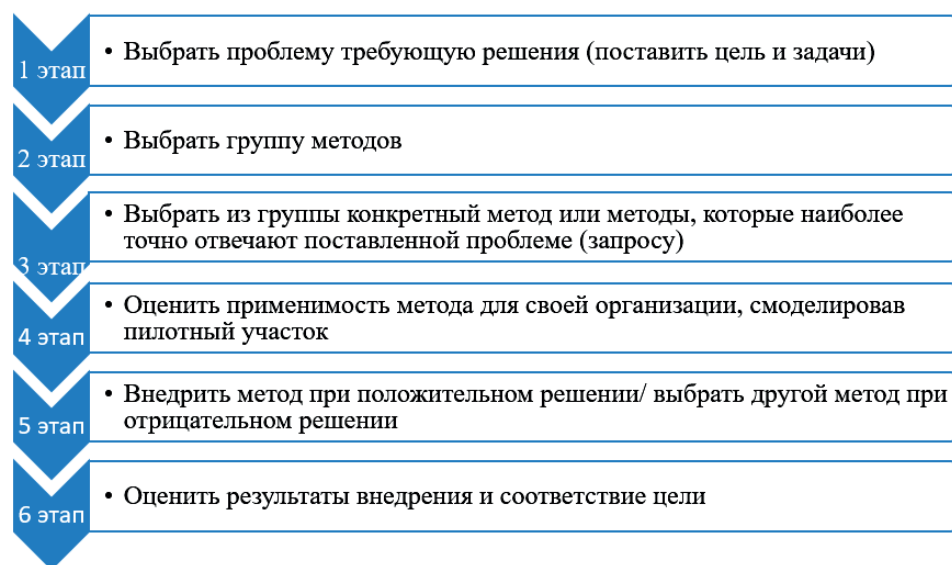 1 этап
• Выбрать проблему требующую решения (поставить цель и задачи)
2 этап
• Выбрать группу методов
3 этап
• Выбрать из группы конкретный метод или методы, которые наиболее
точно отвечают поставленной проблеме (запросу)
4 этап
• Оценить применимость метода для своей организации, смоделировав
пилотный участок
5 этап
• Внедрить метод при положительном решении/ выбрать другой метод при
отрицательном решении
6 этап
• Оценить результаты внедрения и соответствие цели